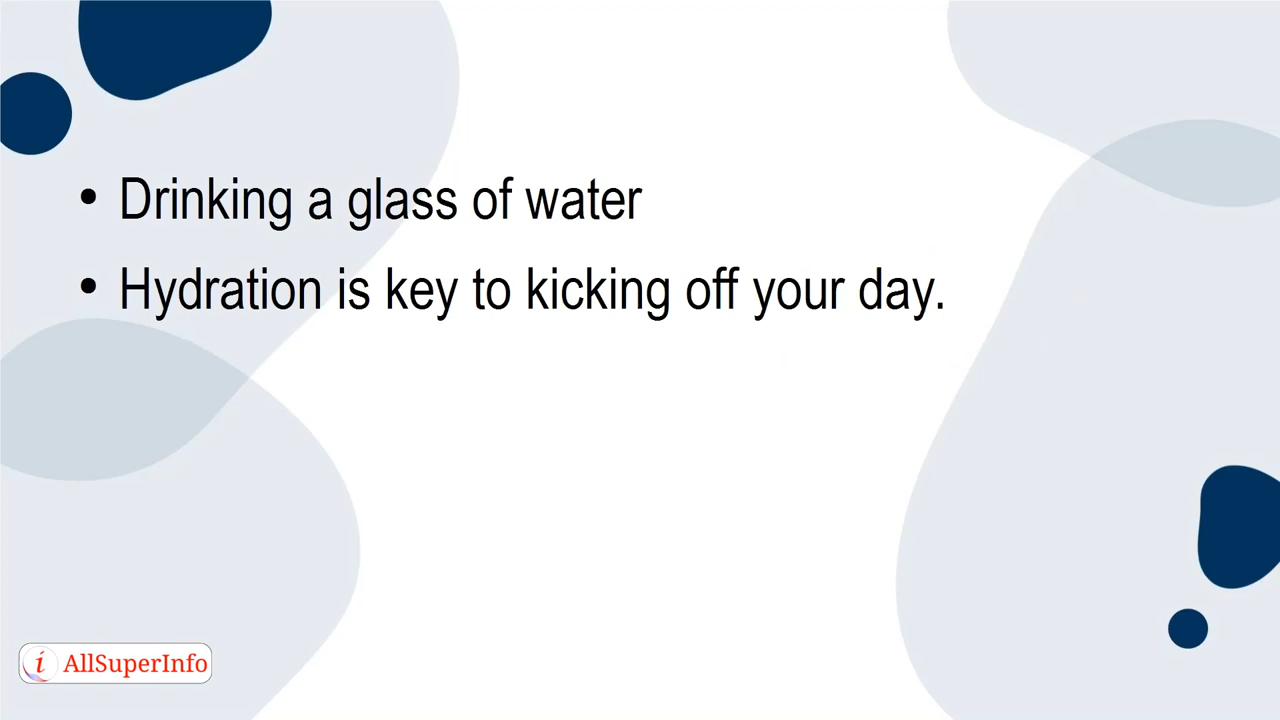 • Drinking a glass of water
• Hydration is key to kicking off your day.
i AllSuperInfo